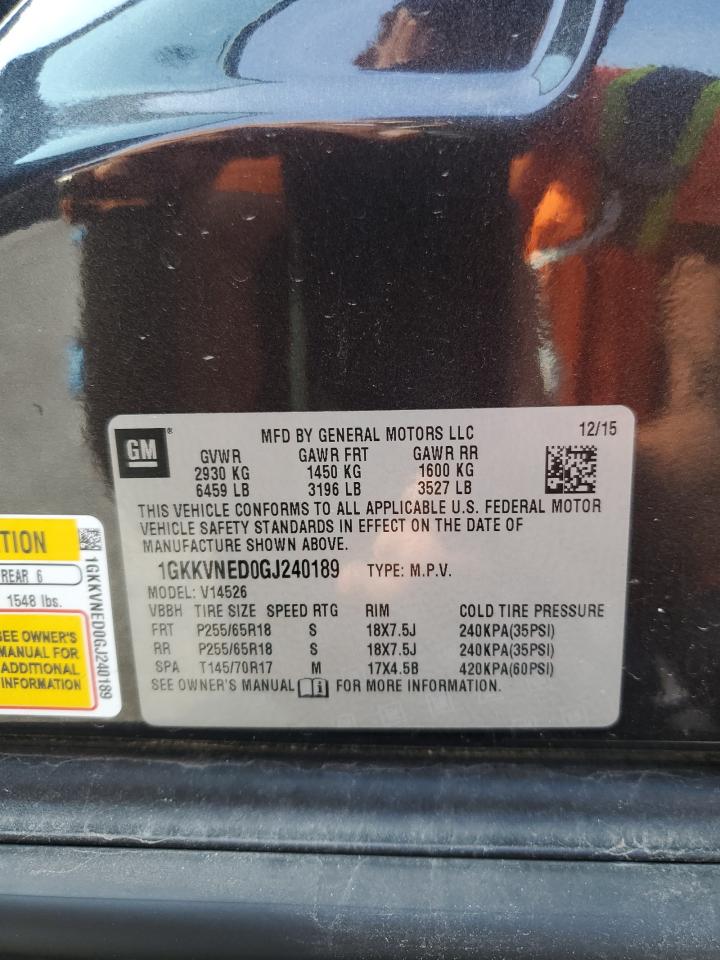 GM
MFD BY GENERAL MOTORS LLC 12/15
GVWR GAWR FRT GAWR RR
2930 KG 1450 KG 1600 KG
6459 LB 3196 LB 3527 LB
THIS VEHICLE CONFORMS TO ALL APPLICABLE U.S. FEDERAL MOTOR
VEHICLE SAFETY STANDARDS IN EFFECT ON THE DATE OF
MANUFACTURE SHOWN ABOVE.
1GKKVNED0GJ240189 TYPE: M.P.V.
MODEL: V14526
VBBH TIRE SIZE SPEED RTG RIM COLD TIRE PRESSURE
FRT P255/65R18 S 18X7.5J 240KPA(35PSI)
RR P255/65R18 S 18X7.5J 240KPA(35PSI)
SPA T145/70R17 M 17X4.5B 420KPA(60PSI)
SEE OWNER'S MANUAL FOR MORE INFORMATION.
TION
REAR 6
1548 lbs.
SEE OWNER'S
MANUAL FOR
ADDITIONAL
INFORMATION
1GKKVNED0GJ240189